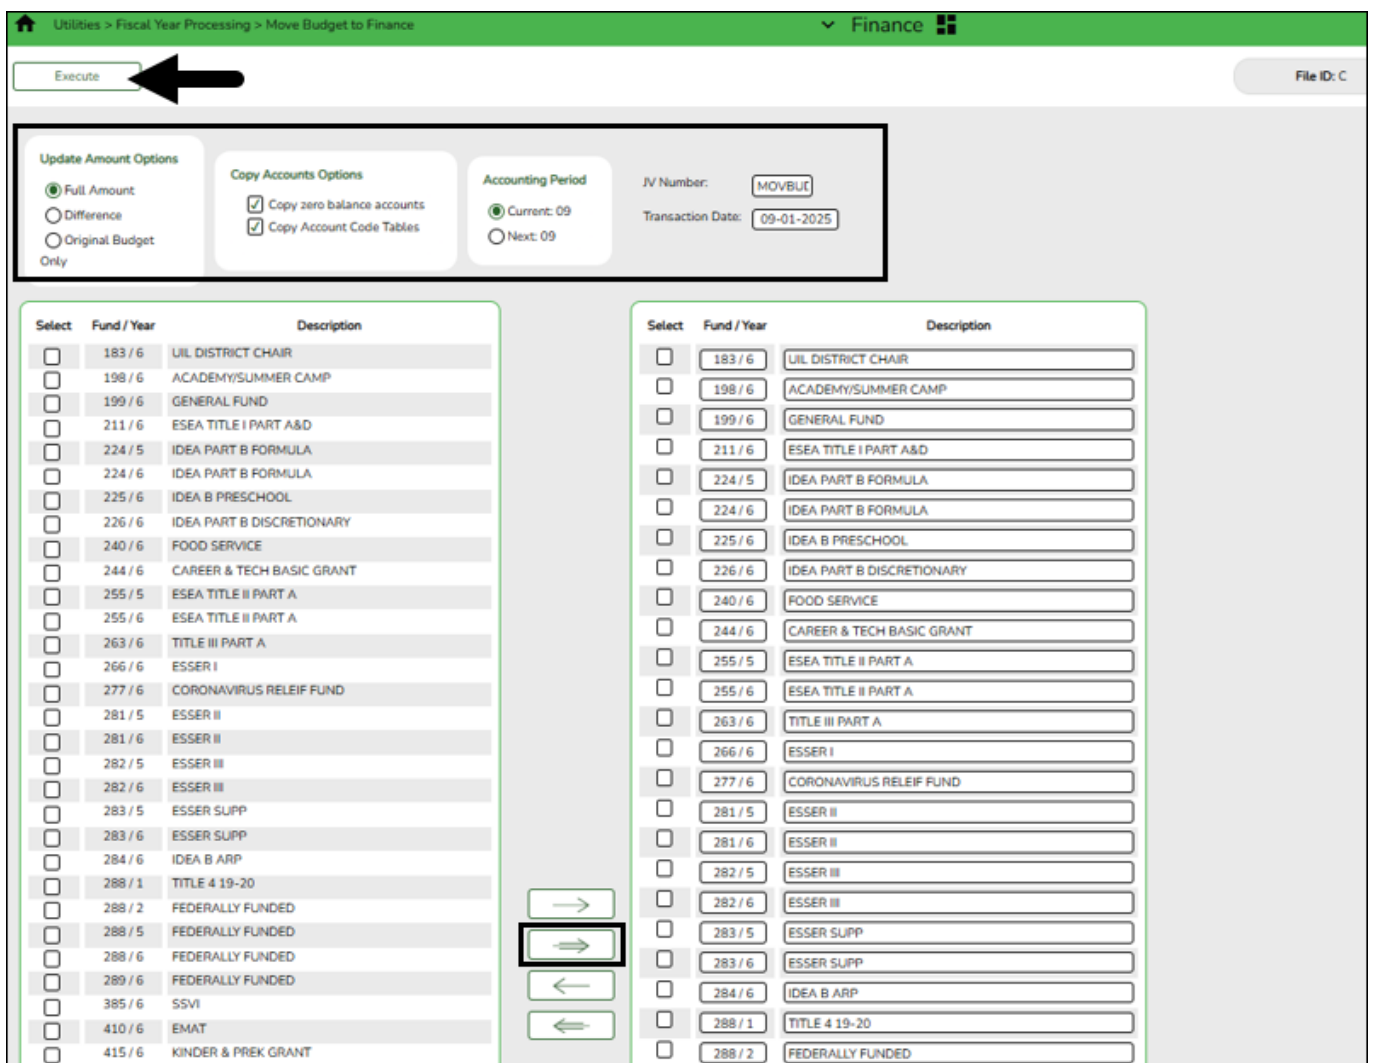 Utilities > Fiscal Year Processing > Move Budget to Finance
Finance
Execute
File ID: C
Update Amount Options
Full Amount
Difference
Original Budget
Only
Copy Accounts Options
Copy zero balance accounts
Copy Account Code Tables
Accounting Period
Current: 09
Next: 09
JV Number: MOVBUD
Transaction Date: 09-01-2025
Select Fund / Year Description
183 / 6 UIL DISTRICT CHAIR
198 / 6 ACADEMY/SUMMER CAMP
199 / 6 GENERAL FUND
211 / 6 ESEA TITLE I PART A&D
224 / 5 IDEA PART B FORMULA
224 / 6 IDEA PART B FORMULA
225 / 6 IDEA B PRESCHOOL
226 / 6 IDEA PART B DISCRETIONARY
240 / 6 FOOD SERVICE
244 / 6 CAREER & TECH BASIC GRANT
255 / 5 ESEA TITLE II PART A
255 / 6 ESEA TITLE II PART A
263 / 6 TITLE III PART A
266 / 6 ESSER I
277 / 6 CORONAVIRUS RELEIF FUND
281 / 5 ESSER II
281 / 6 ESSER II
282 / 5 ESSER III
282 / 6 ESSER III
283 / 5 ESSER SUPP
283 / 6 ESSER SUPP
284 / 6 IDEA B ARP
288 / 1 TITLE 4 19-20
288 / 2 FEDERALLY FUNDED
288 / 5 FEDERALLY FUNDED
288 / 6 FEDERALLY FUNDED
289 / 6 FEDERALLY FUNDED
385 / 6 SSVI
410 / 6 EMAT
415 / 6 KINDER & PREK GRANT
Select Fund / Year Description
183 / 6 UIL DISTRICT CHAIR
198 / 6 ACADEMY/SUMMER CAMP
199 / 6 GENERAL FUND
211 / 6 ESEA TITLE I PART A&D
224 / 5 IDEA PART B FORMULA
224 / 6 IDEA PART B FORMULA
225 / 6 IDEA B PRESCHOOL
226 / 6 IDEA PART B DISCRETIONARY
240 / 6 FOOD SERVICE
244 / 6 CAREER & TECH BASIC GRANT
255 / 5 ESEA TITLE II PART A
255 / 6 ESEA TITLE II PART A
263 / 6 TITLE III PART A
266 / 6 ESSER I
277 / 6 CORONAVIRUS RELEIF FUND
281 / 5 ESSER II
281 / 6 ESSER II
282 / 5 ESSER III
282 / 6 ESSER III
283 / 5 ESSER SUPP
283 / 6 ESSER SUPP
284 / 6 IDEA B ARP
288 / 1 TITLE 4 19-20
288 / 2 FEDERALLY FUNDED